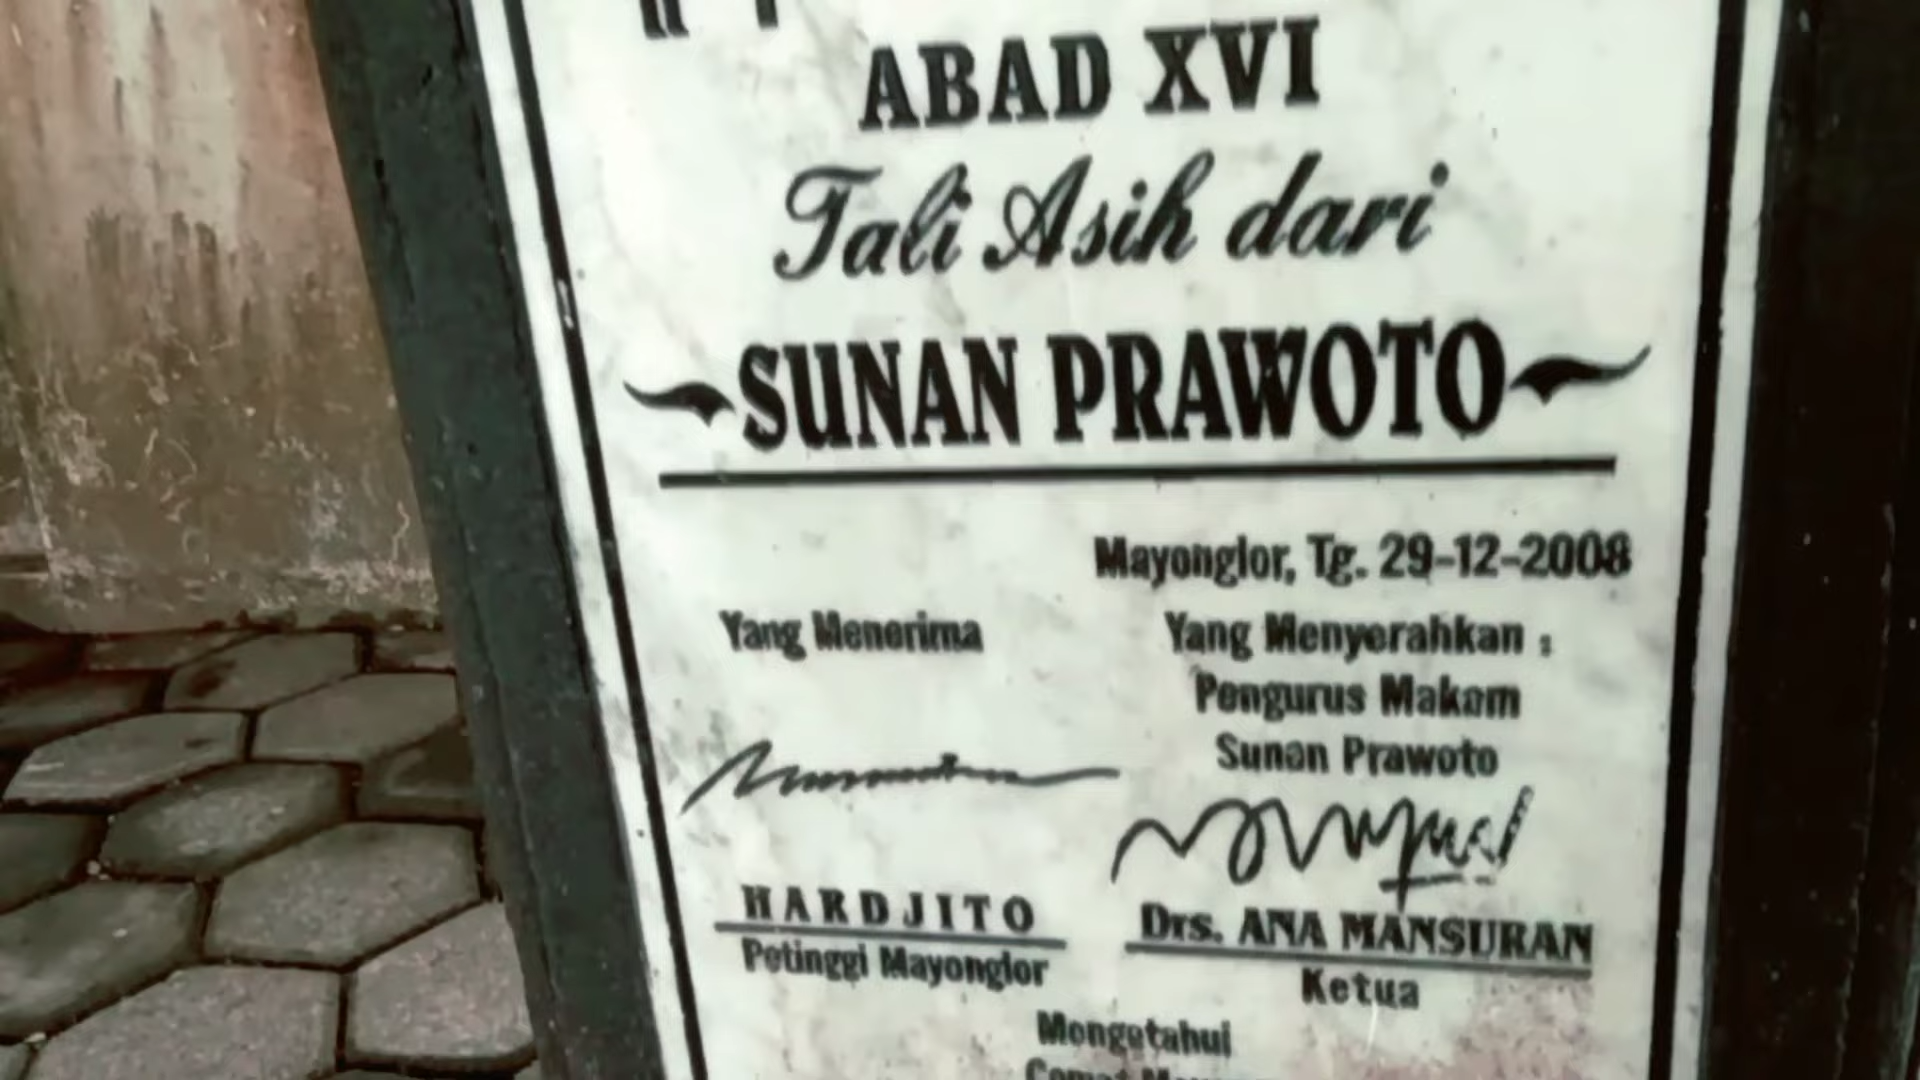 ABAD XVI
Tali Asih dari
SUNAN PRAWOTO
Mayonglor, Tg. 29-12-2008
Yang Menerima
Yang Menyerahkan :
Pengurus Makam
Sunan Prawoto
HARDJITO
Petinggi Mayonglor
Drs. ANA MANSURAN
Ketua
Mengetahui